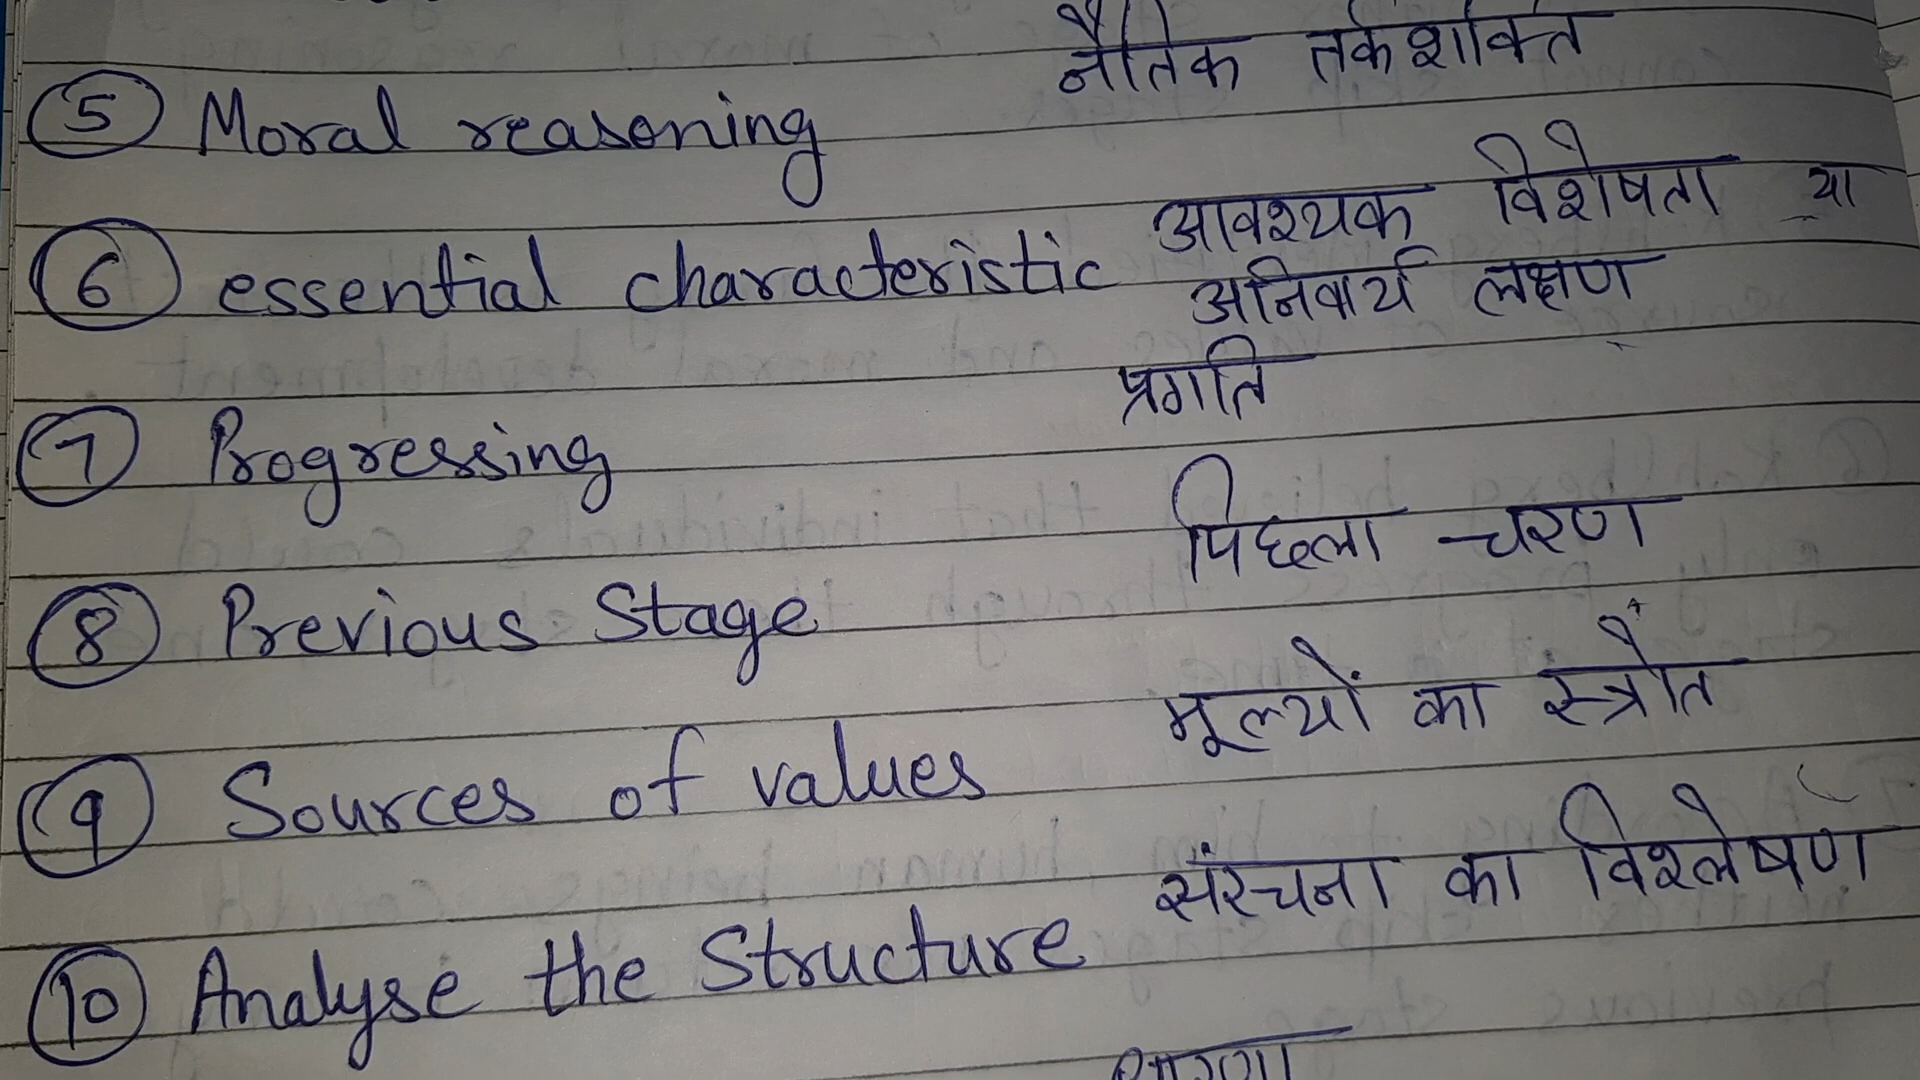 नैतिक तर्कशक्ति
5 Moral reasoning
आवश्यक विशेषता या
6 essential characteristic
अनिवार्य लक्षण
प्रगति
7 Progressing
पिछला चरण
8 Previous Stage
मूल्यों का स्त्रौत
9 Sources of values
संरचना का विश्लेषण
10 Analyse the Structure